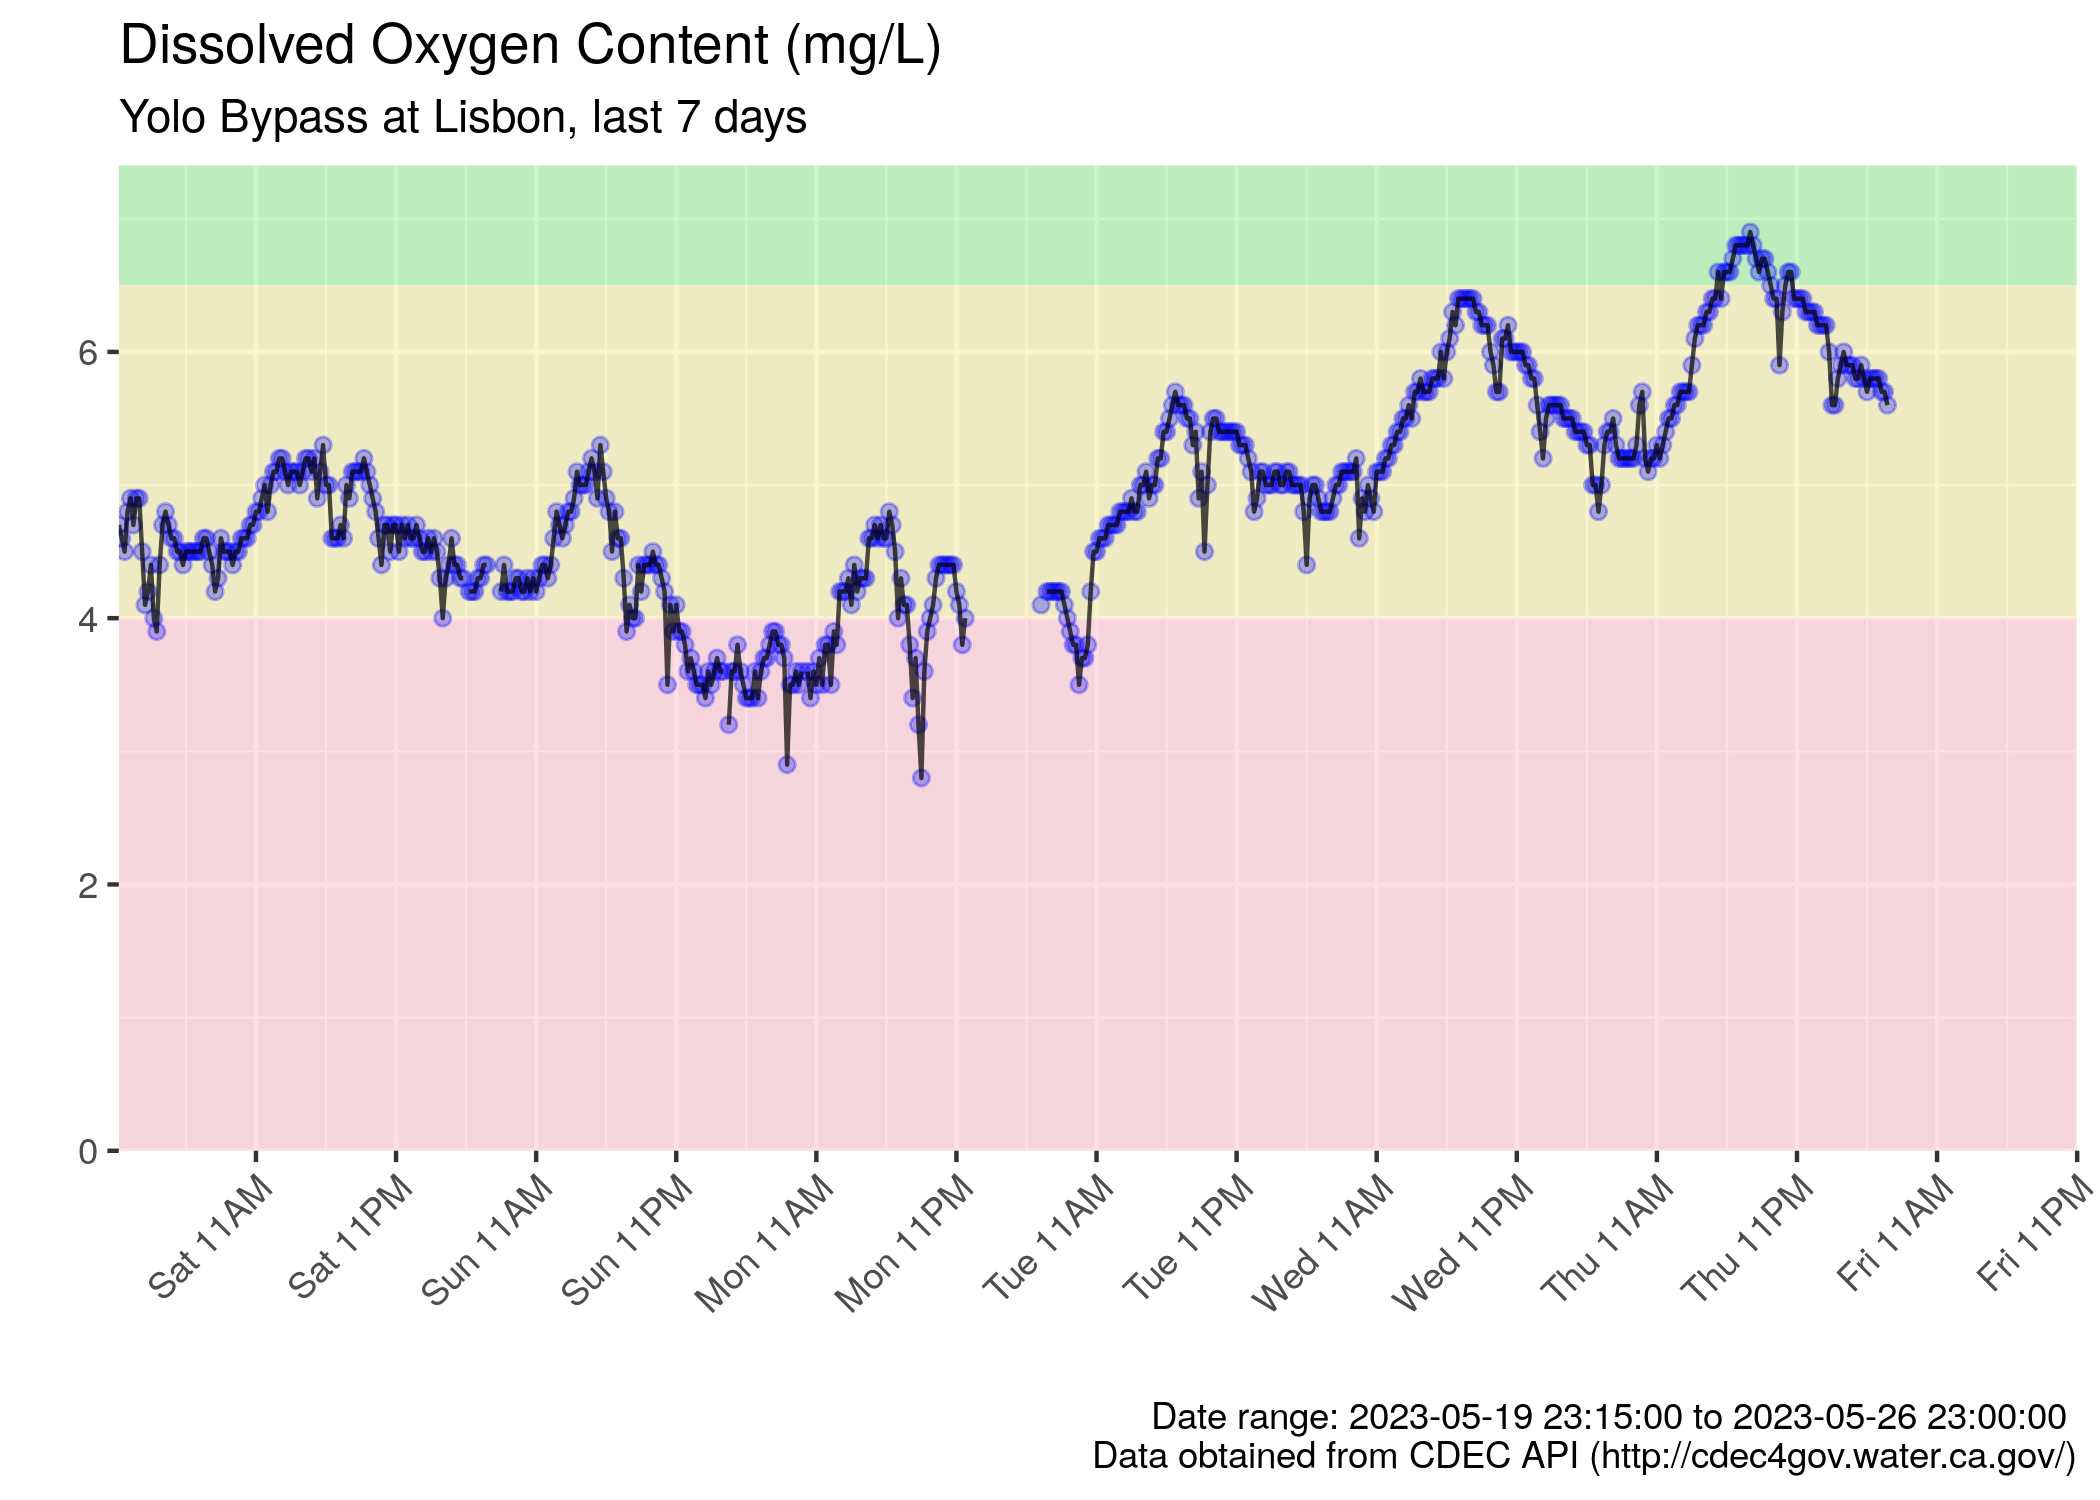 Dissolved Oxygen Content (mg/L)
Yolo Bypass at Lisbon, last 7 days
6
4
2
0
Sat 11AM
Sat 11PM
Sun 11AM
Sun 11PM
Mon 11AM
Mon 11PM
Tue 11AM
Tue 11PM
Wed 11AM
Wed 11PM
Thu 11AM
Thu 11PM
Fri 11AM
Fri 11PM
Date range: 2023-05-19 23:15:00 to 2023-05-26 23:00:00
Data obtained from CDEC API (http://cdec4gov.water.ca.gov/)